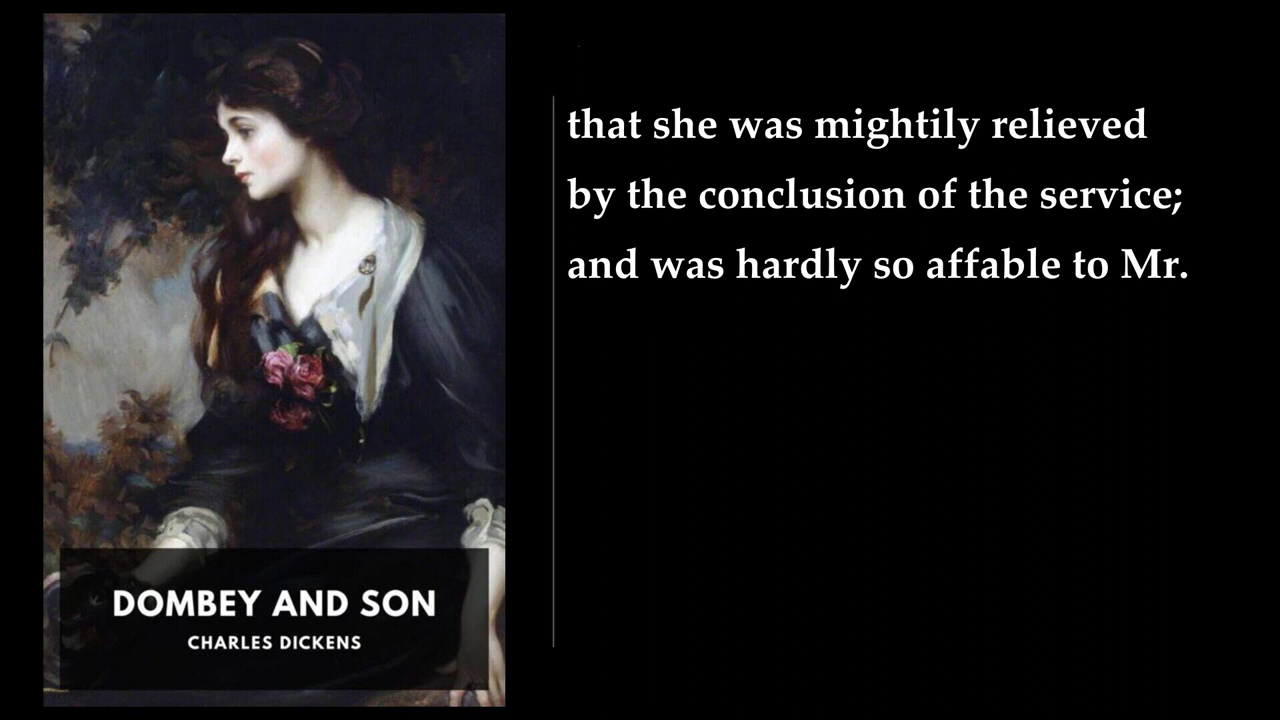 that she was mightily relieved
by the conclusion of the service;
and was hardly so affable to Mr.
DOMBEY AND SON
CHARLES DICKENS